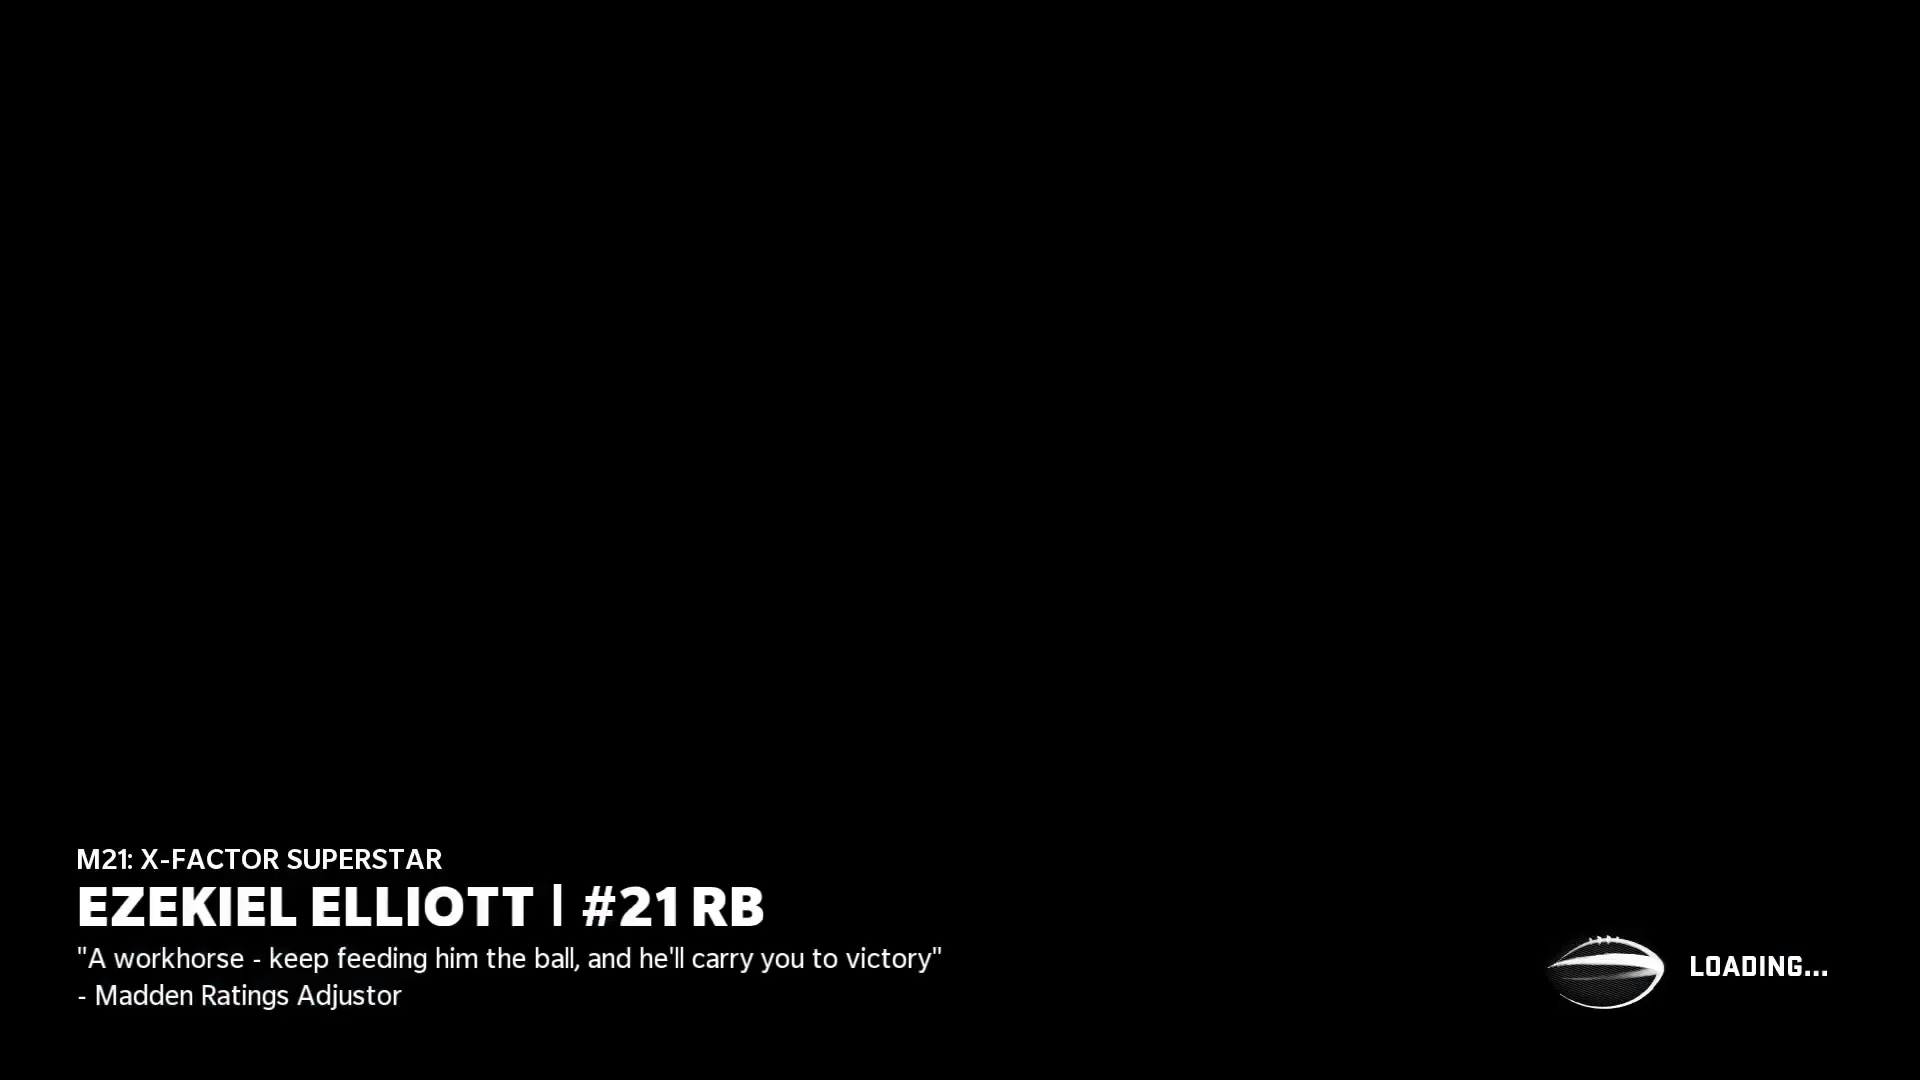 M21: X-FACTOR SUPERSTAR
EZEKIEL ELLIOTT | #21 RB
"A workhorse - keep feeding him the ball, and he'll carry you to victory"
- Madden Ratings Adjustor
LOADING...